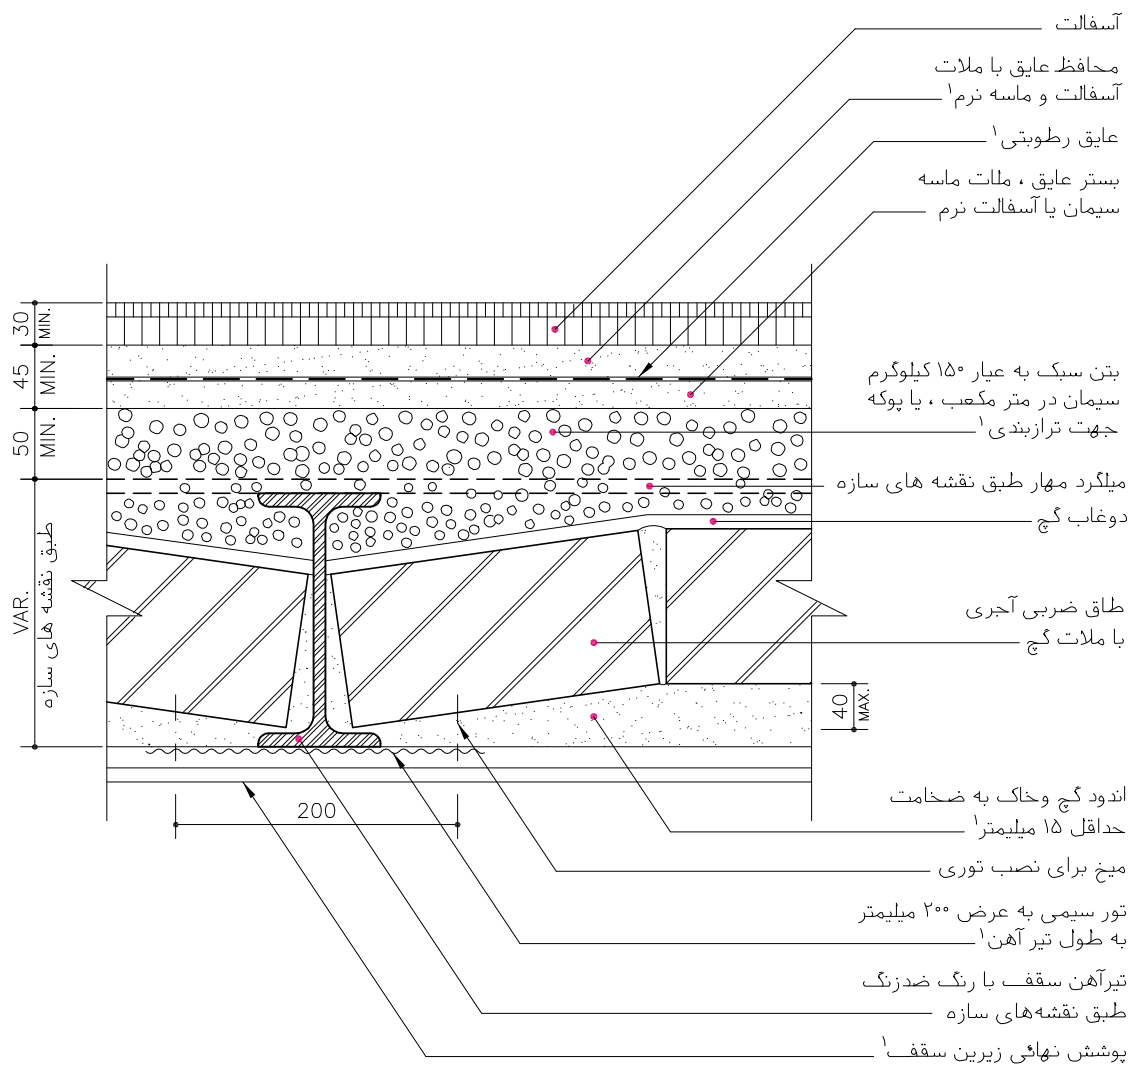 آسفالت
محافظ عایق با ملات
آسفالت و ماسه نرم۱
عایق رطوبتی۱
بستر عایق ، ملات ماسه
سیمان یا آسفالت نرم
بتن سبک به عیار ۱۵۰ کیلوگرم
سیمان در متر مکعب ، یا پوکه
جهت ترازبندی۱
میلگرد مهار طبق نقشه های سازه
دوغاب گچ
طاق ضربی آجری
با ملات گچ
اندود گچ وخاک به ضخامت
حداقل ۱۵ میلیمتر۱
میخ برای نصب توری
تور سیمی به عرض ۲۰۰ میلیمتر
به طول تیر آهن۱
تیرآهن سقف با رنگ ضدزنگ
طبق نقشه‌های سازه
پوشش نهائی زیرین سقف۱
30
MIN.
45
MIN.
50
MIN.
VAR.
طبق نقشه های سازه
40
MAX.
200